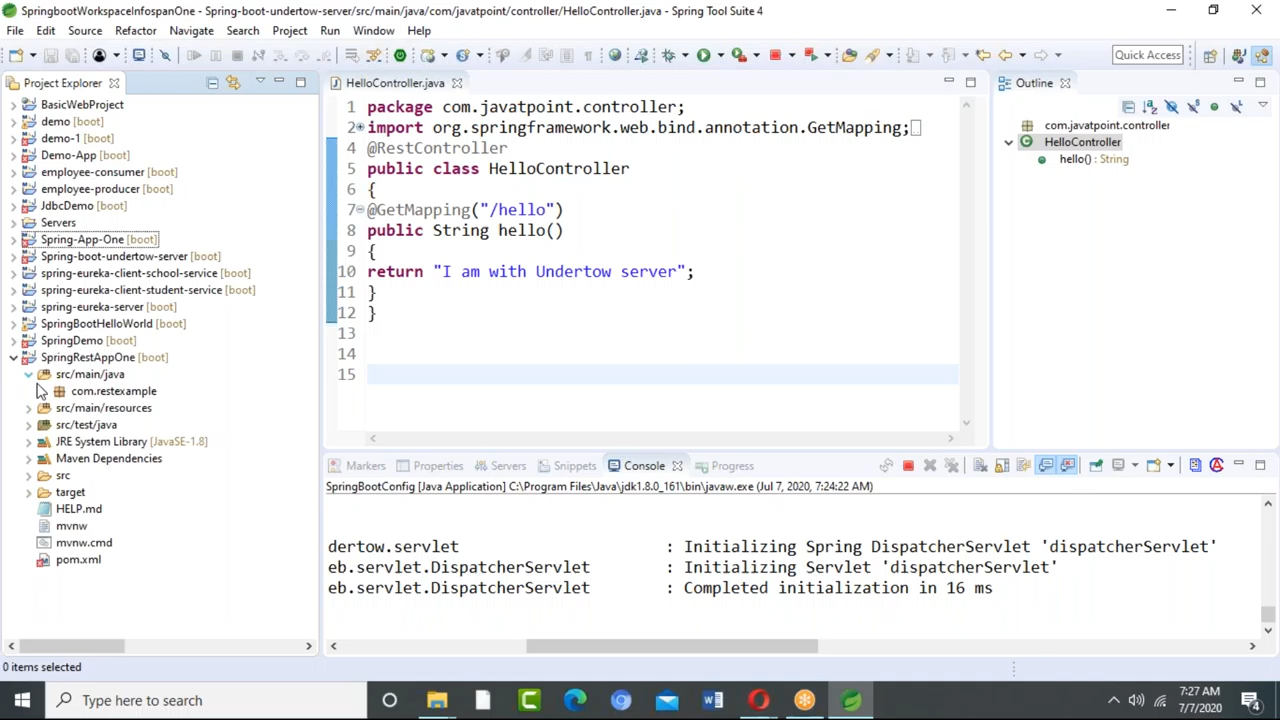 SpringbootWorkspaceInfospanOne - Spring-boot-undertow-server/src/main/java/com/javatpoint/controller/HelloController.java - Spring Tool Suite 4
File Edit Source Refactor Navigate Search Project Run Window Help
Quick Access
Project Explorer
BasicWebProject
demo [boot]
demo-1 [boot]
Demo-App [boot]
employee-consumer [boot]
employee-producer [boot]
JdbcDemo [boot]
Servers
Spring-App-One [boot]
Spring-boot-undertow-server [boot]
spring-eureka-client-school-service [boot]
spring-eureka-client-student-service [boot]
spring-eureka-server [boot]
SpringBootHelloWorld [boot]
SpringDemo [boot]
SpringRestAppOne [boot]
src/main/java
com.restexample
src/main/resources
src/test/java
JRE System Library [JavaSE-1.8]
Maven Dependencies
src
target
HELP.md
mvnw
mvnw.cmd
pom.xml
HelloController.java
1 package com.javatpoint.controller;
2 import org.springframework.web.bind.annotation.GetMapping;
4 @RestController
5 public class HelloController
6 {
7 @GetMapping("/hello")
8 public String hello()
9 {
10 return "I am with Undertow server";
11 }
12 }
13
14
15
Outline
com.javatpoint.controller
HelloController
hello() : String
Markers Properties Servers Snippets Console Progress
SpringBootConfig [Java Application] C:\Program Files\Java\jdk1.8.0_161\bin\javaw.exe (Jul 7, 2020, 7:24:22 AM)
dertow.servlet : Initializing Spring DispatcherServlet 'dispatcherServlet'
eb.servlet.DispatcherServlet : Initializing Servlet 'dispatcherServlet'
eb.servlet.DispatcherServlet : Completed initialization in 16 ms
0 items selected
Type here to search
7:27 AM
7/7/2020
4